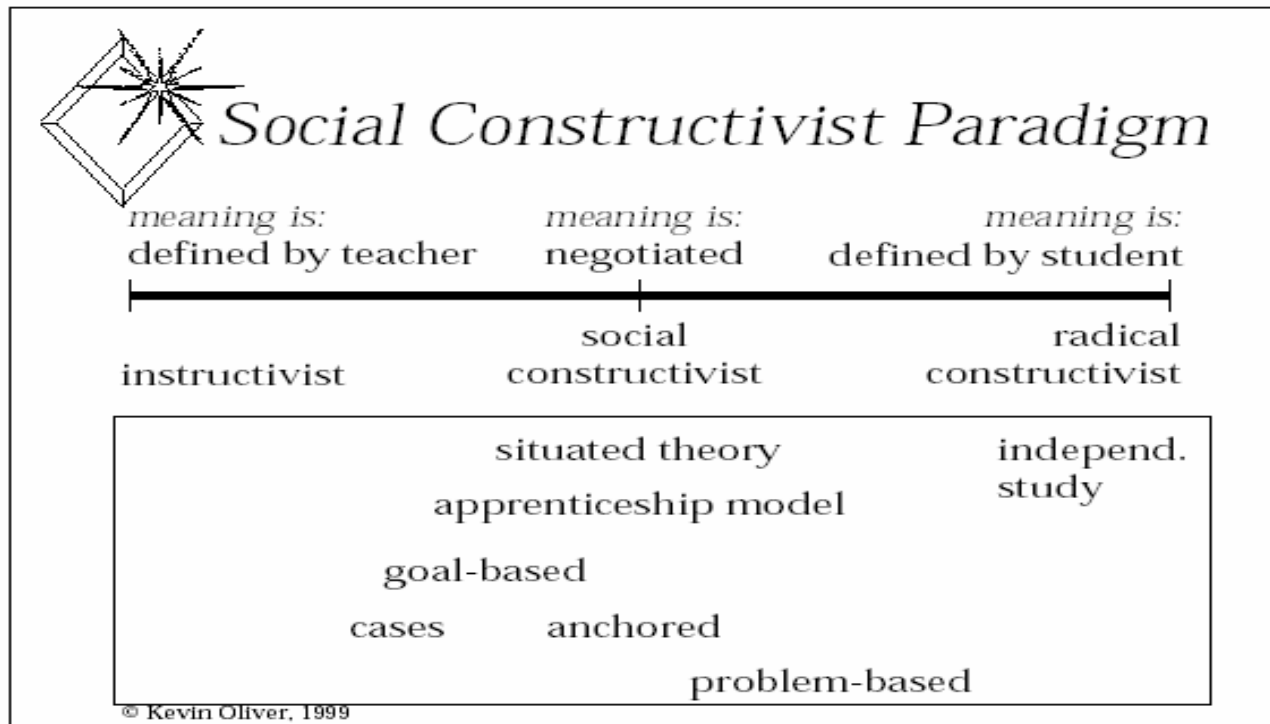 Social Constructivist Paradigm
meaning is: meaning is: meaning is:
defined by teacher negotiated defined by student
social radical
instructivist constructivist constructivist
situated theory independ.
study
apprenticeship model
goal-based
cases anchored
problem-based
© Kevin Oliver, 1999